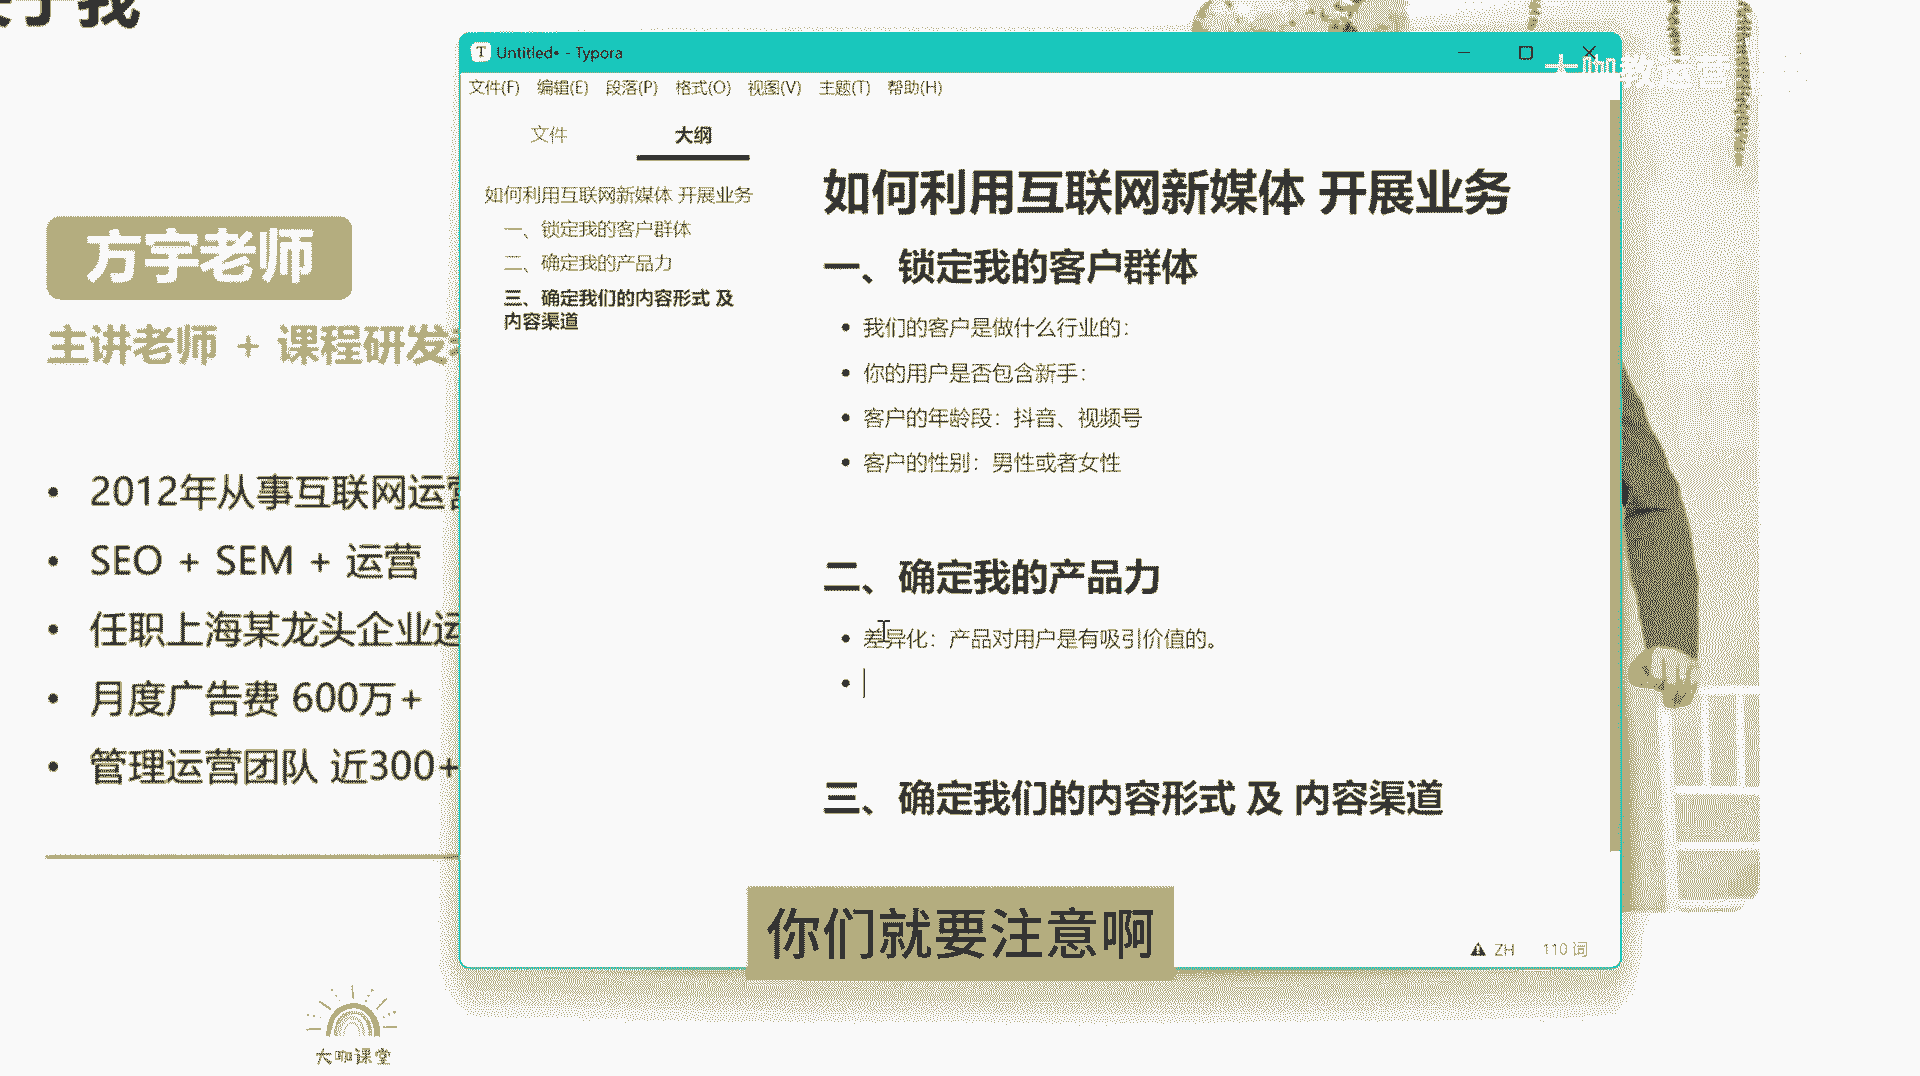 于我
方宇老师
主讲老师 + 课程研发
2012年从事互联网运营
SEO + SEM + 运营
任职上海某龙头企业运
月度广告费 600万+
管理运营团队 近300+
大咖课堂
Untitled• - Typora
文件(F) 编辑(E) 段落(P) 格式(O) 视图(V) 主题(T) 帮助(H)
文件 大纲
如何利用互联网新媒体 开展业务
一、锁定我的客户群体
二、确定我的产品力
三、确定我们的内容形式 及
内容渠道
如何利用互联网新媒体 开展业务
一、锁定我的客户群体
我们的客户是做什么行业的：
你的用户是否包含新手：
客户的年龄段：抖音、视频号
客户的性别：男性或者女性
二、确定我的产品力
差异化：产品对用户是有吸引价值的。
三、确定我们的内容形式 及 内容渠道
ZH 110 词
大咖教运营
你们就要注意啊